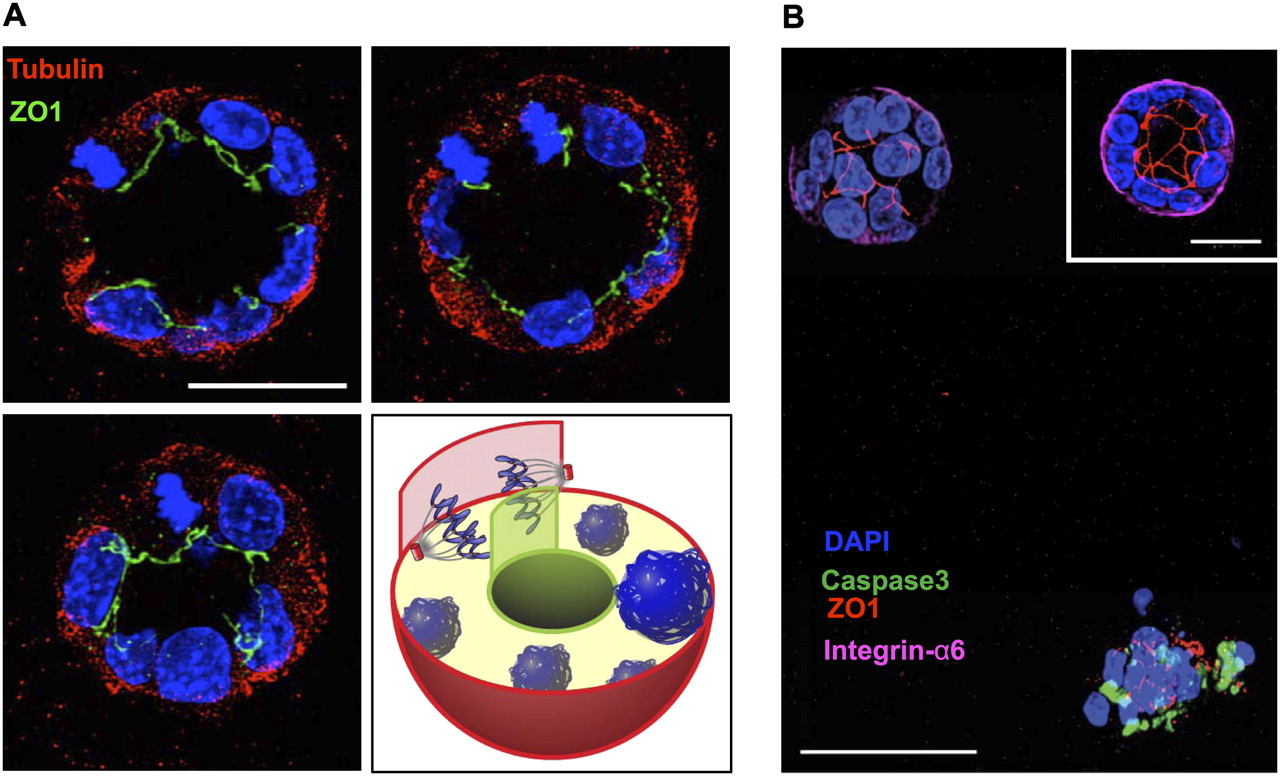 A
Tubulin
ZO1
B
DAPI
Caspase3
ZO1
Integrin-α6